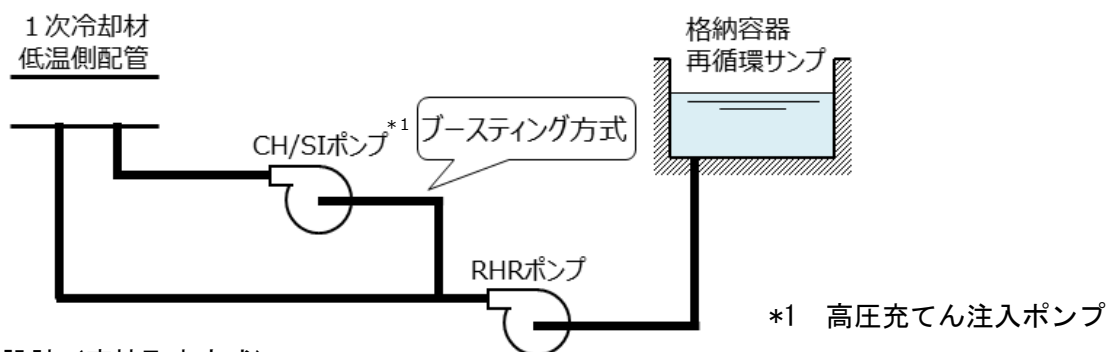 １次冷却材
低温側配管
格納容器
再循環サンプ
CH/SIポンプ
*1
ブースティング方式
RHRポンプ
*1　高圧充てん注入ポンプ